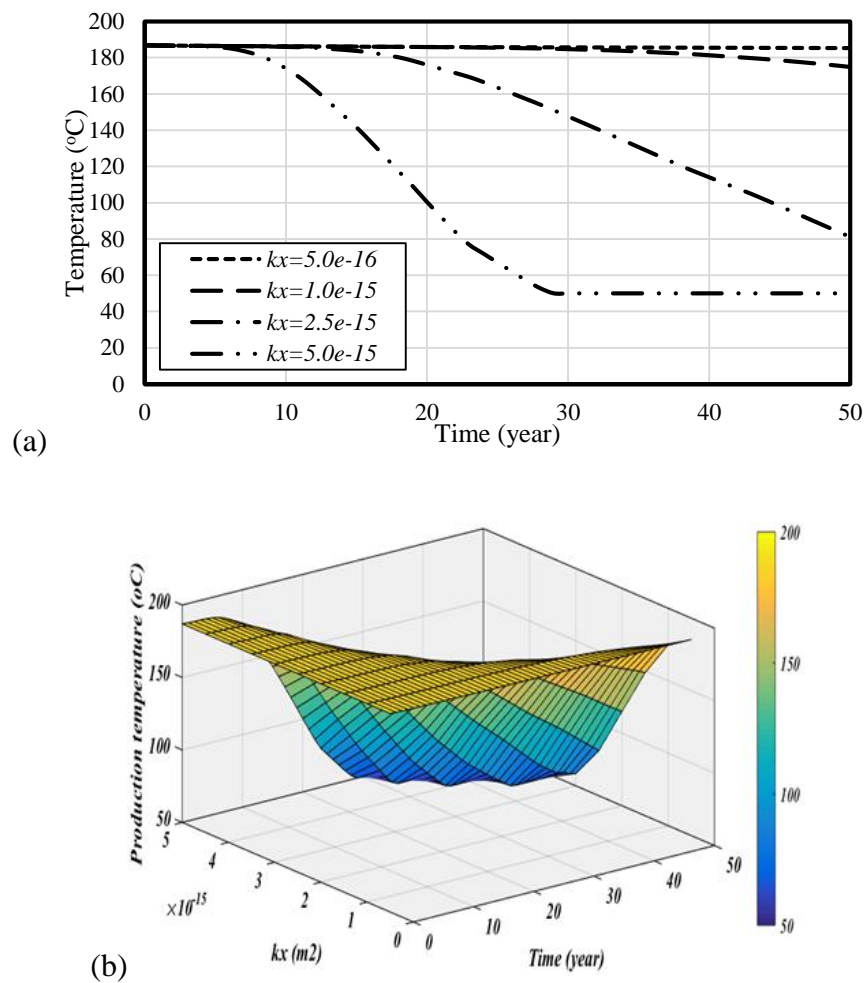 200
180
160
140
120
100
80
60
40
20
0
Temperature (°C)
kx=5.0e-16
kx=1.0e-15
kx=2.5e-15
kx=5.0e-15
0 10 20 30 40 50
Time (year)
(a)
Production temperature (oC)
200
150
100
50
5
4
3
2
1
0
×10-15
kx (m2)
0
10
20
30
40
50
Time (year)
200
150
100
50
(b)